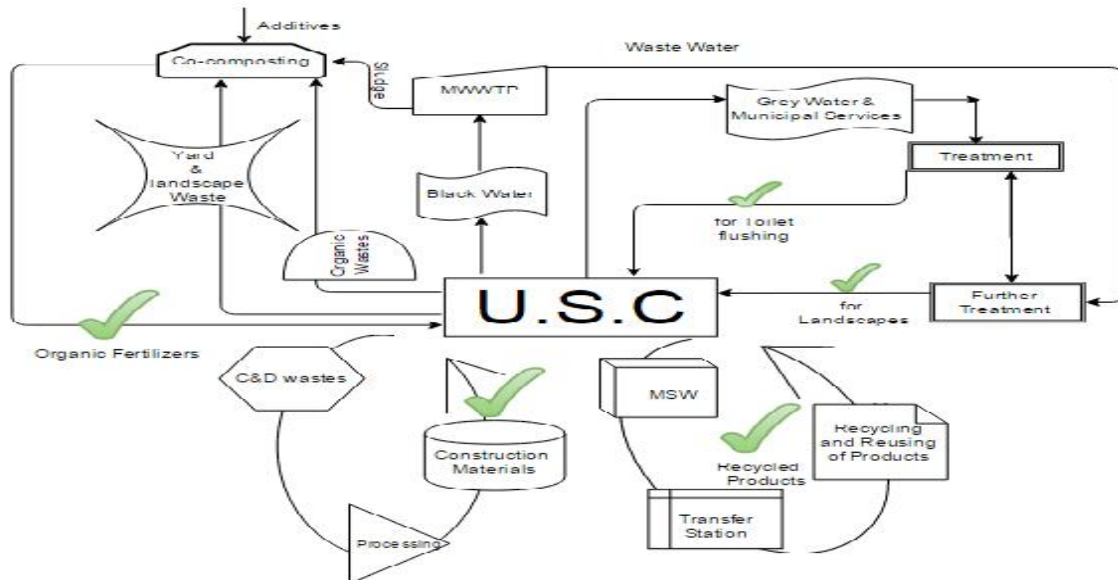 Additives
Co-composting
Sludge
MWWTP
Waste Water
Grey Water &
Municipal Services
Treatment
Yard
&
landscape
Waste
Black Water
for Toilet
flushing
Organic
Wastes
U.S.C
for
Landscapes
Further
Treatment
Organic Fertilizers
C&D wastes
MSW
Construction
Materials
Recycling
and Reusing
of Products
Recycled
Products
Transfer
Station
Processing